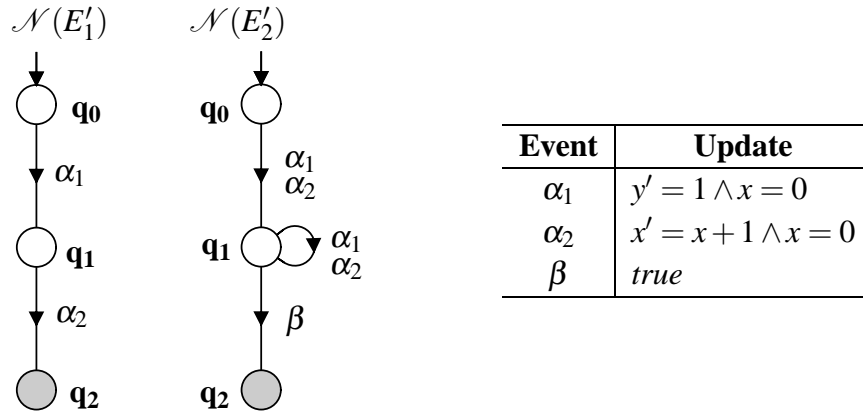 𝒩(E′₁) 𝒩(E′₂)
q₀ q₀
α₁ α₁
α₂
q₁ q₁ α₁
α₂
α₂ β
q₂ q₂
Event Update
α₁ y′ = 1 ∧ x = 0
α₂ x′ = x + 1 ∧ x = 0
β true